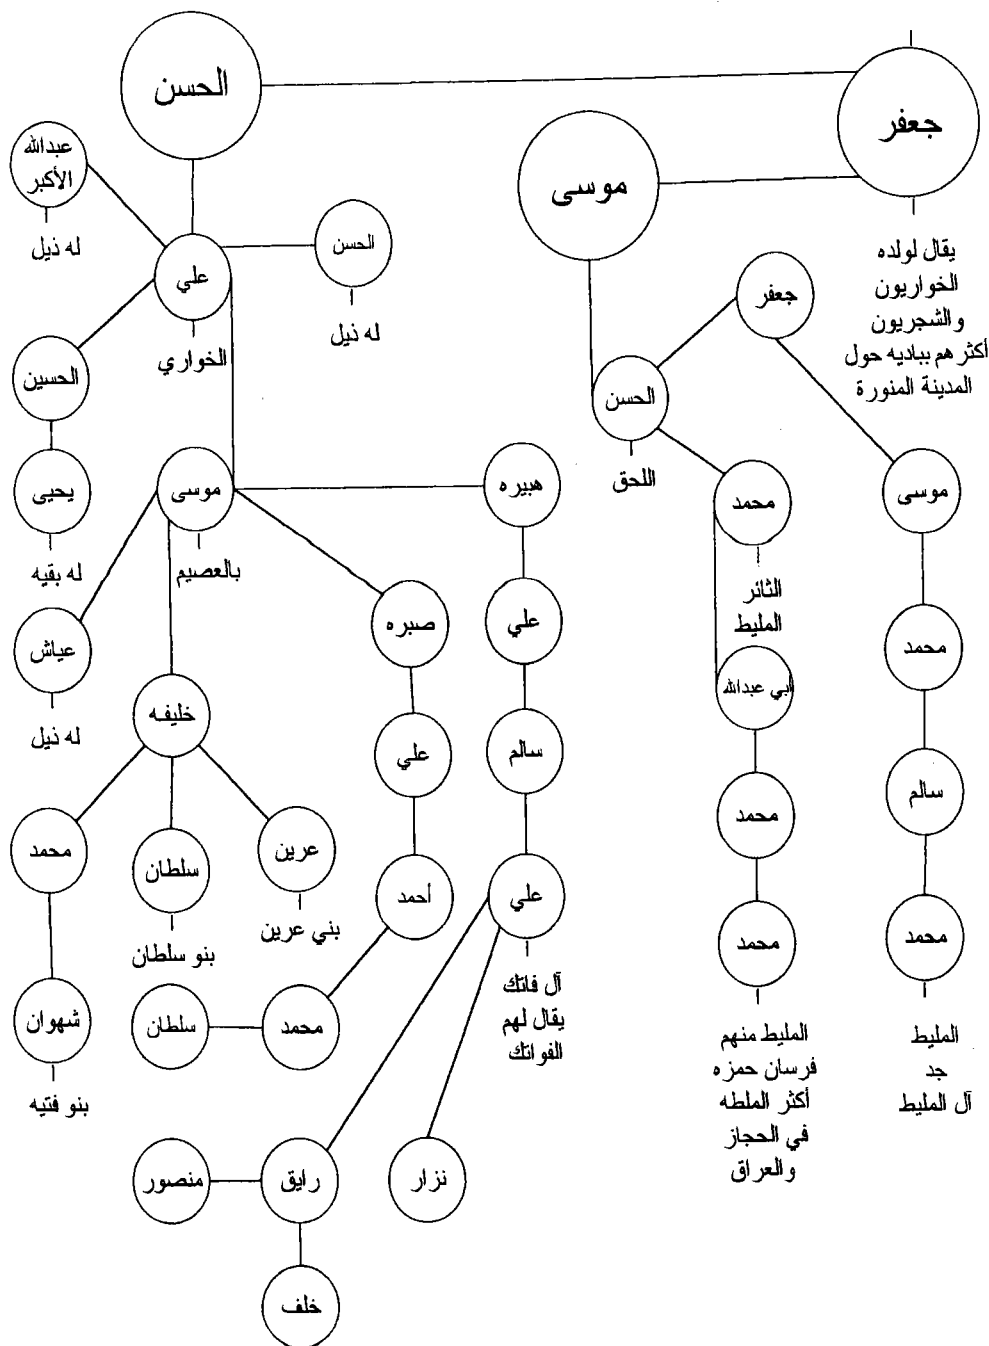 جعفر
يقال لولده
الخواريون
والشجريون
أكثرهم بباديه حول
المدينة المنورة
موسى
الحسن
اللحق
جعفر
موسى
محمد
سالم
محمد
المليط
جد
آل المليط
محمد
الثائر
المليط
أبي عبدالله
محمد
محمد
المليط منهم
فرسان حمزه
أكثر الملطه
في الحجاز
والعراق
الحسن
علي
الخواري
الحسن
له ذيل
عبدالله
الأكبر
له ذيل
الحسين
يحيى
له بقيه
موسى
بالعصيم
هبيره
علي
سالم
علي
آل فاتك
يقال لهم
الفواتك
نزار
رايق
منصور
خلف
صبره
علي
أحمد
محمد
سلطان
خليفه
عرين
بني عرين
سلطان
بنو سلطان
محمد
شهوان
بنو فتيه
عياش
له ذيل